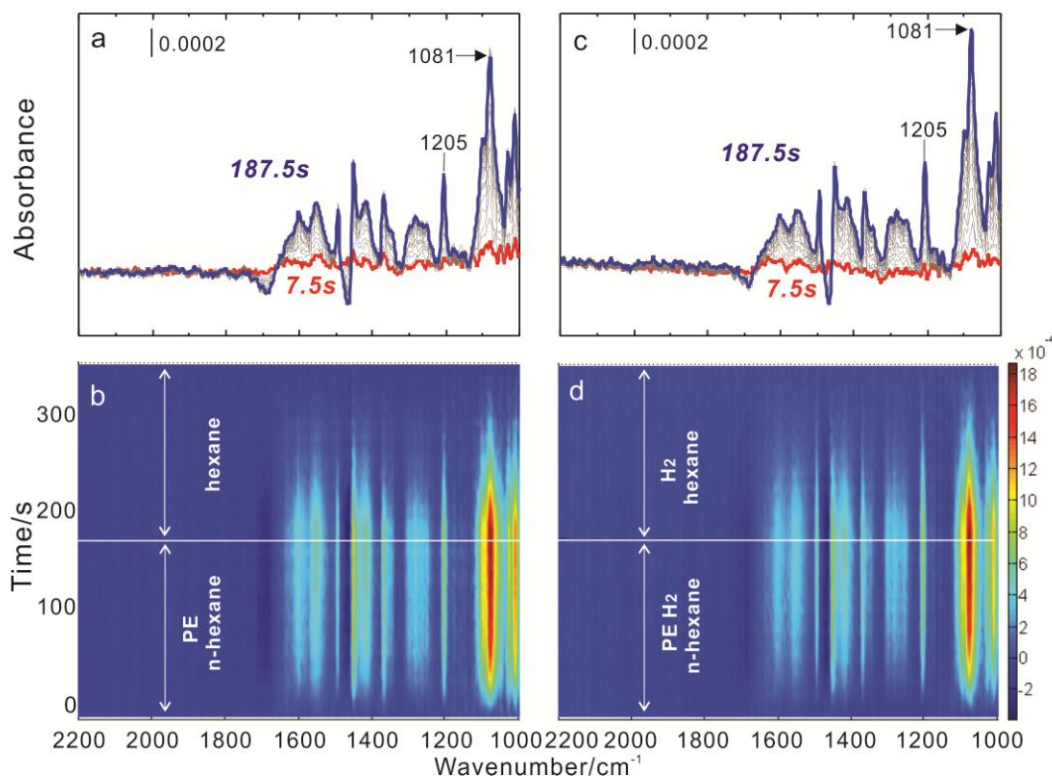 a
0.0002
1081
1205
187.5s
7.5s
Absorbance
c
0.0002
1081
1205
187.5s
7.5s
b
hexane
PE
n-hexane
300
200
100
0
Time/s
d
H2
hexane
PE H2
n-hexane
x 10-4
18
16
14
12
10
8
6
4
2
0
-2
2200 2000 1800 1600 1400 1200 1000
2200 2000 1800 1600 1400 1200 1000
Wavenumber/cm-1